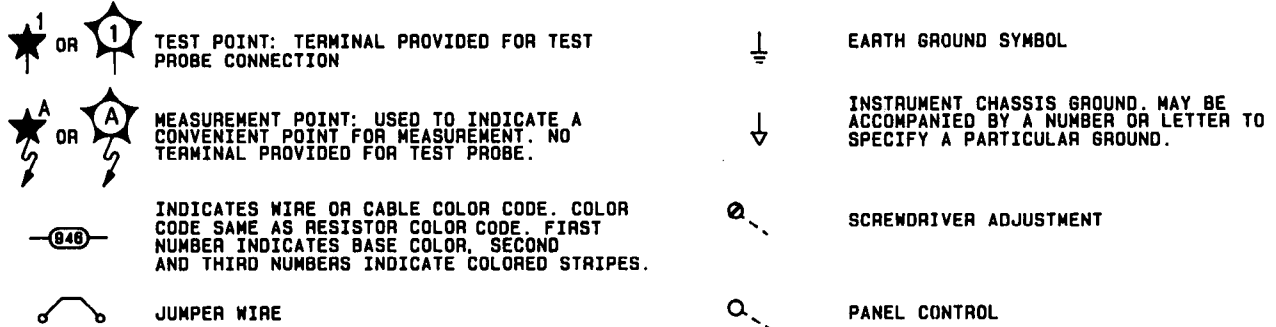 1
OR
1
TEST POINT: TERMINAL PROVIDED FOR TEST
PROBE CONNECTION
A
OR
A
MEASUREMENT POINT: USED TO INDICATE A
CONVENIENT POINT FOR MEASUREMENT. NO
TERMINAL PROVIDED FOR TEST PROBE.
946
INDICATES WIRE OR CABLE COLOR CODE. COLOR
CODE SAME AS RESISTOR COLOR CODE. FIRST
NUMBER INDICATES BASE COLOR, SECOND
AND THIRD NUMBERS INDICATE COLORED STRIPES.
JUMPER WIRE
EARTH GROUND SYMBOL
INSTRUMENT CHASSIS GROUND. MAY BE
ACCOMPANIED BY A NUMBER OR LETTER TO
SPECIFY A PARTICULAR GROUND.
SCREWDRIVER ADJUSTMENT
PANEL CONTROL